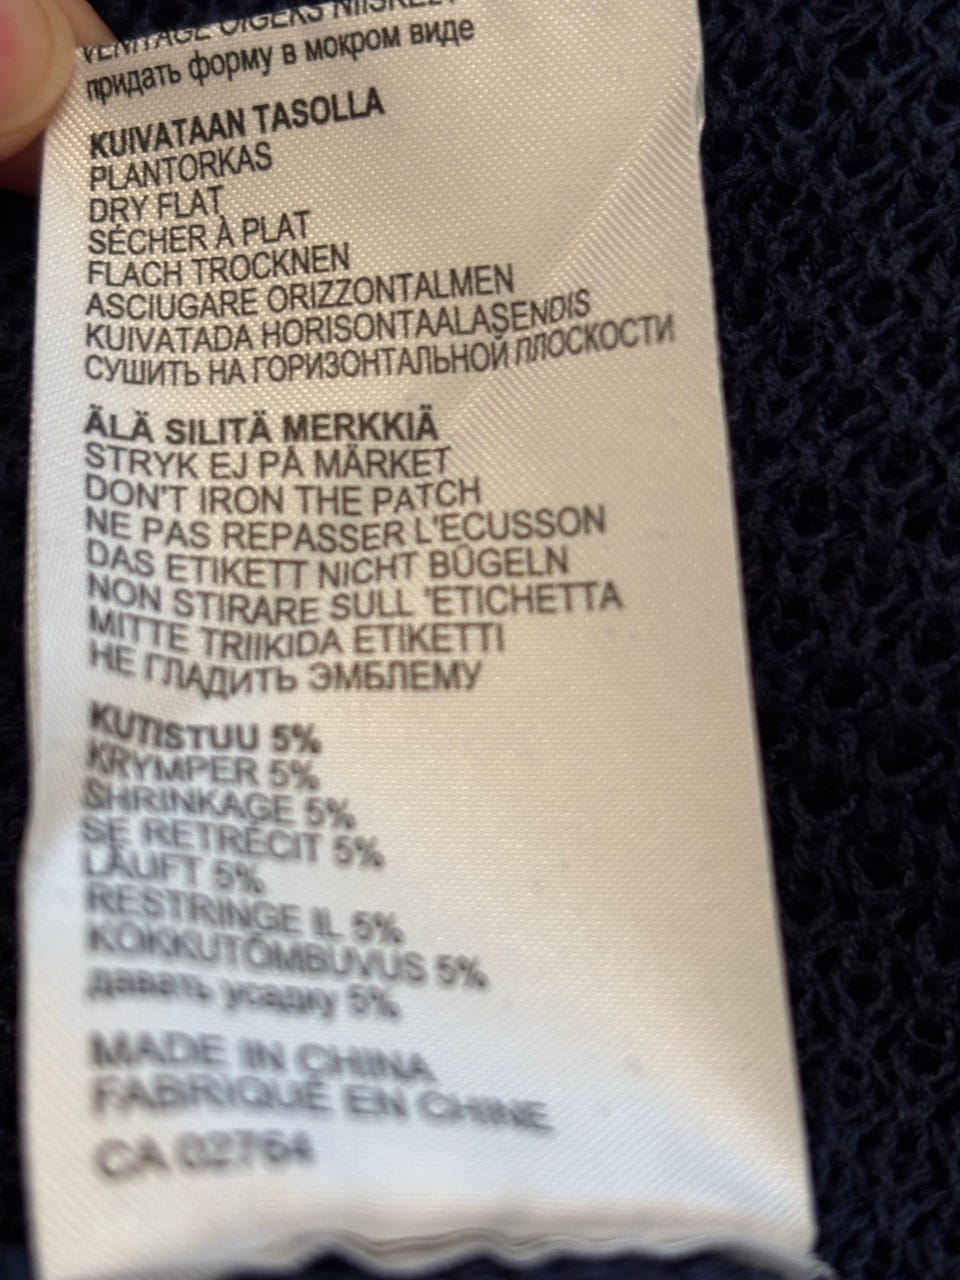 VENITAGE OIGEKS NIISKELT
придать форму в мокром виде
KUIVATAAN TASOLLA
PLANTORKAS
DRY FLAT
SÉCHER À PLAT
FLACH TROCKNEN
ASCIUGARE ORIZZONTALMEN
KUIVATADA HORISONTAALASENDIS
СУШИТЬ НА ГОРИЗОНТАЛЬНОЙ ПЛОСКОСТИ
ÄLÄ SILITÄ MERKKIÄ
STRYK EJ PÅ MÄRKET
DON'T IRON THE PATCH
NE PAS REPASSER L'ECUSSON
DAS ETIKETT NICHT BÜGELN
NON STIRARE SULL 'ETICHETTA
MITTE TRIIKIDA ETIKETTI
НЕ ГЛАДИТЬ ЭМБЛЕМУ
KUTISTUU 5%
KRYMPER 5%
SHRINKAGE 5%
SE RETRÉCIT 5%
LÄUFT 5%
RESTRINGE IL 5%
KOKKUTÕMBUVUS 5%
давать усадку 5%
MADE IN CHINA
FABRIQUÉ EN CHINE
CA 02764